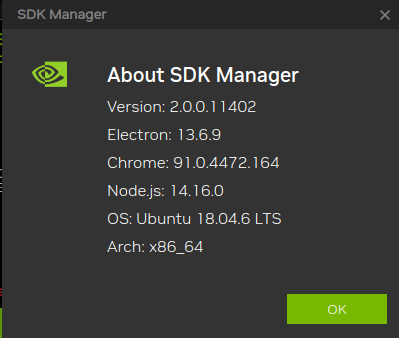 SDK Manager
About SDK Manager
Version: 2.0.0.11402
Electron: 13.6.9
Chrome: 91.0.4472.164
Node.js: 14.16.0
OS: Ubuntu 18.04.6 LTS
Arch: x86_64
OK